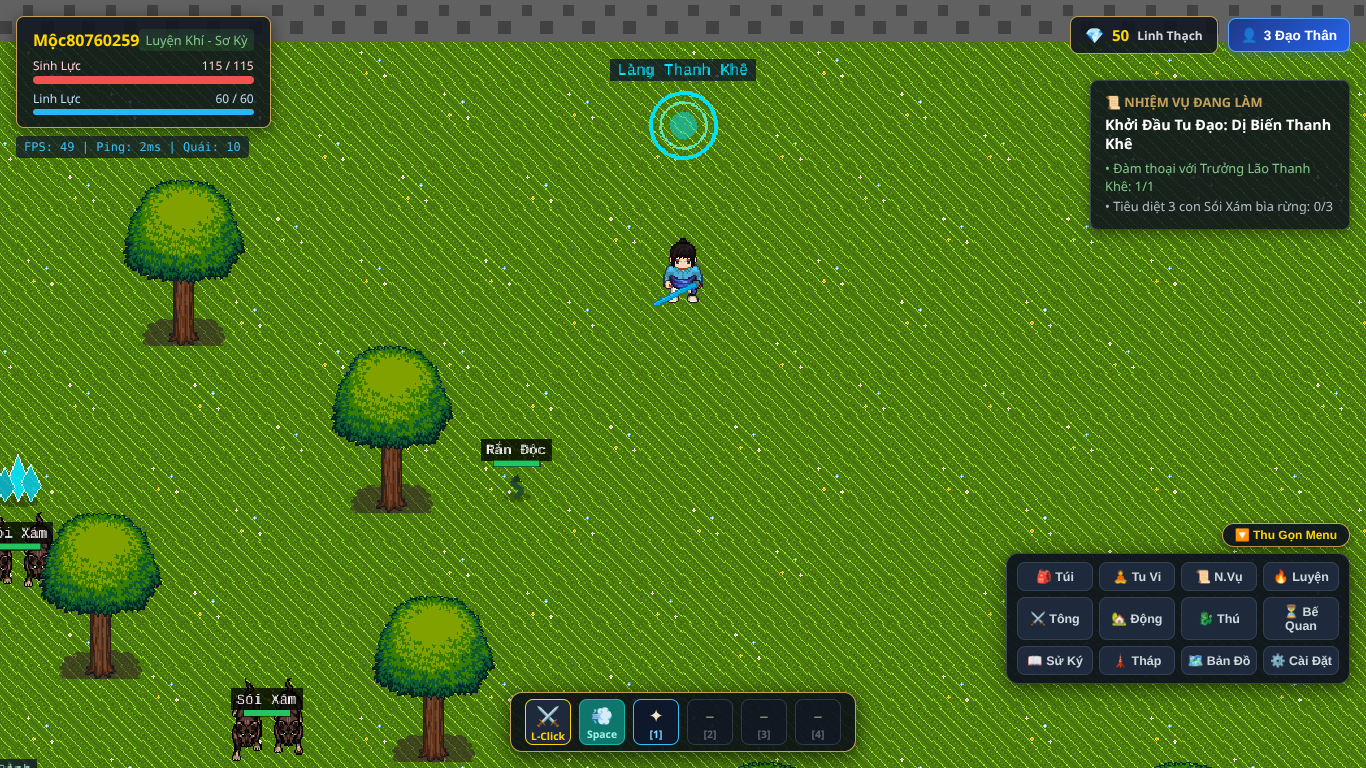 Mộc80760259 Luyện Khí - Sơ Kỳ
Sinh Lực 115 / 115
Linh Lực 60 / 60
FPS: 49 | Ping: 2ms | Quái: 10
Làng Thanh Khê
50 Linh Thạch
3 Đạo Thân
NHIỆM VỤ ĐANG LÀM
Khởi Đầu Tu Đạo: Dị Biến Thanh
Khê
• Đàm thoại với Trưởng Lão Thanh
Khê: 1/1
• Tiêu diệt 3 con Sói Xám bìa rừng: 0/3
Rắn Độc
ói Xám
Sói Xám
Thu Gọn Menu
Túi
Tu Vi
N.Vụ
Luyện
Tông
Động
Thú
Bế
Quan
Sử Ký
Tháp
Bản Đồ
Cài Đặt
L-Click
Space
[1]
[2]
[3]
[4]